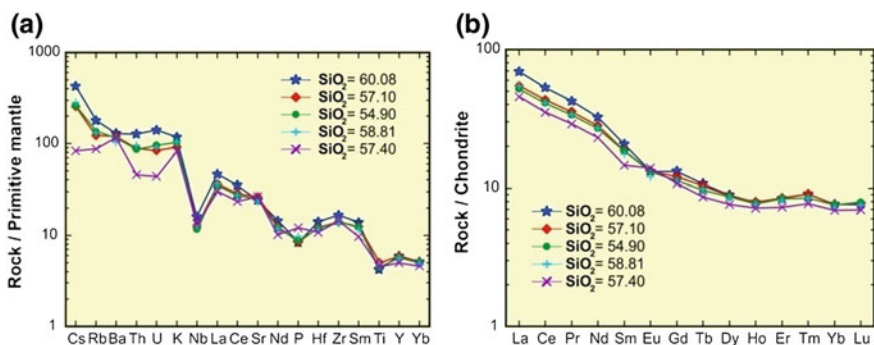 (a)
Rock / Primitive mantle
1000
100
10
1
SiO2= 60.08
SiO2= 57.10
SiO2= 54.90
SiO2= 58.81
SiO2= 57.40
Cs Rb Ba Th U K Nb La Ce Sr Nd P Hf Zr Sm Ti Y Yb
(b)
Rock / Chondrite
100
10
1
SiO2= 60.08
SiO2= 57.10
SiO2= 54.90
SiO2= 58.81
SiO2= 57.40
La Ce Pr Nd Sm Eu Gd Tb Dy Ho Er Tm Yb Lu